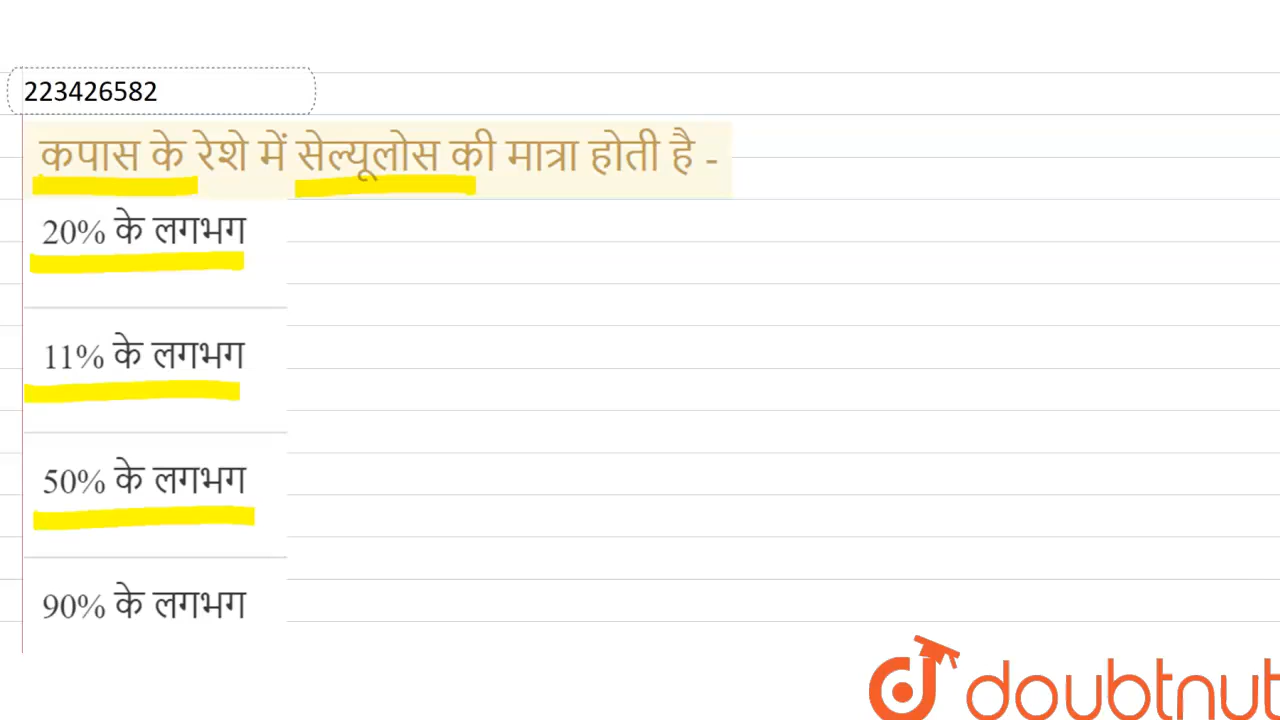 223426582
कपास के रेशे में सेल्यूलोस की मात्रा होती है -
20% के लगभग
11% के लगभग
50% के लगभग
90% के लगभग
doubtnut